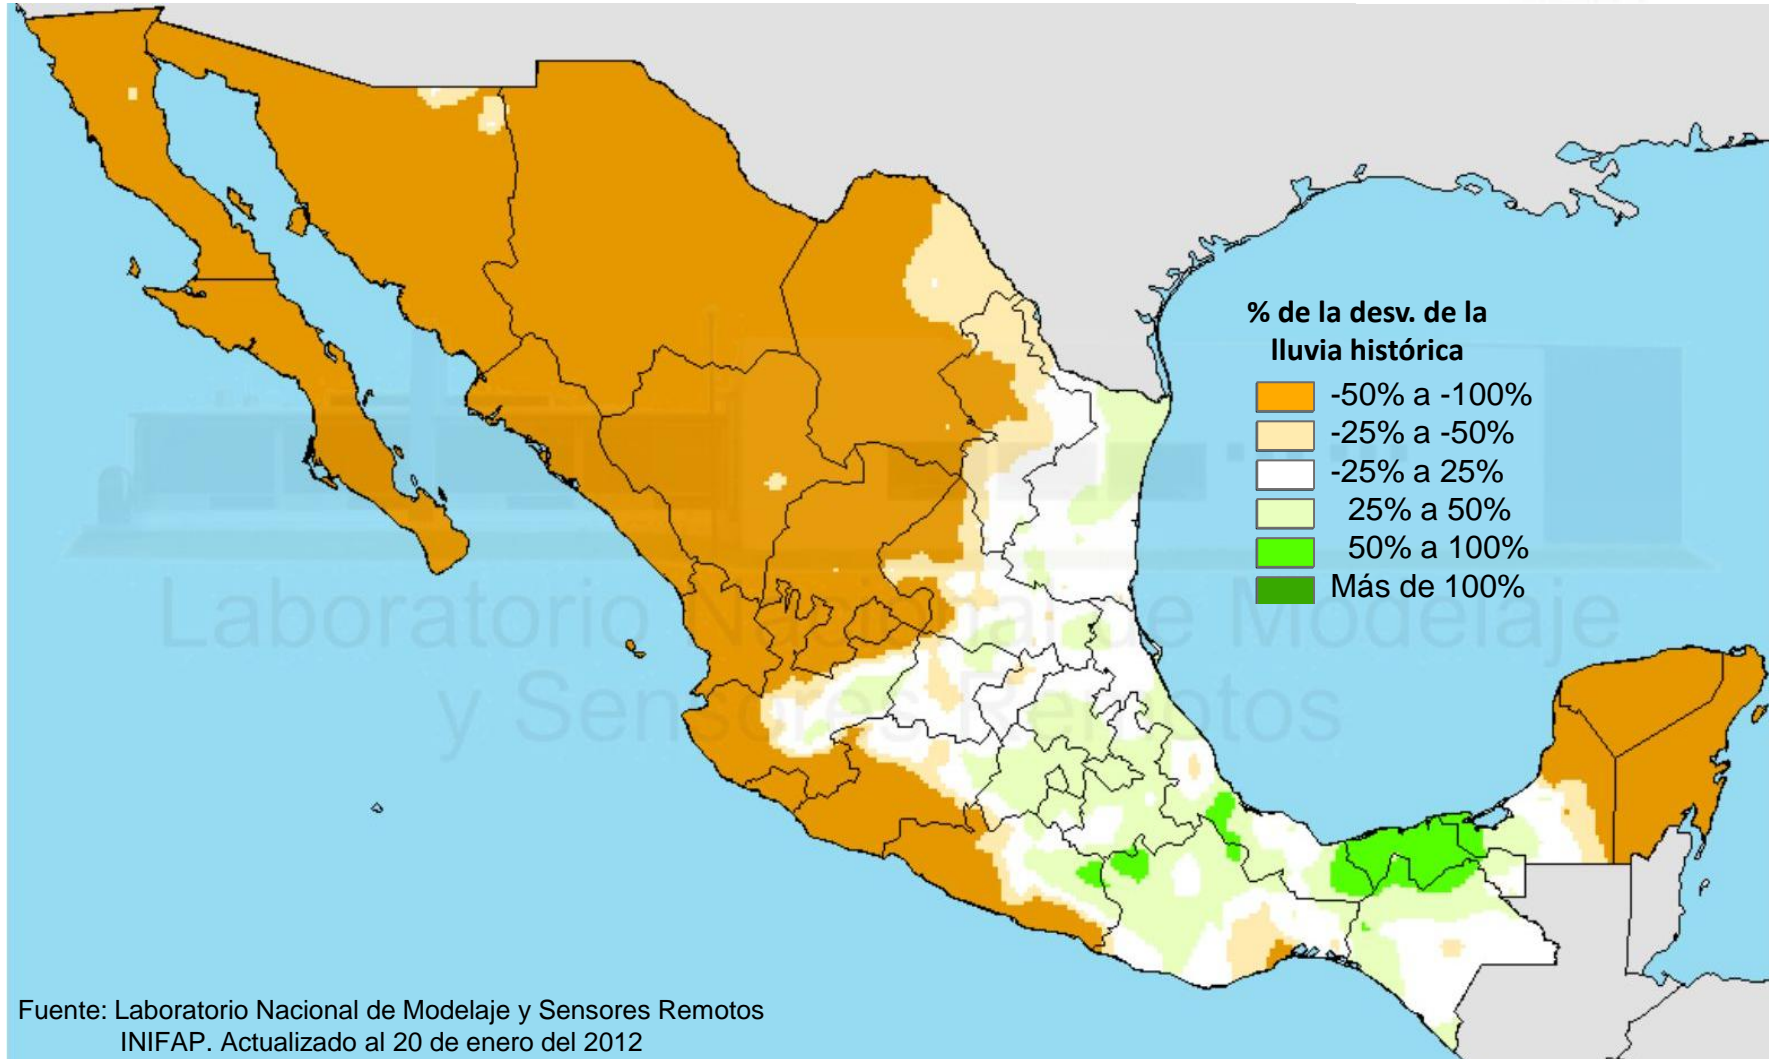 % de la desv. de la
lluvia histórica
-50% a -100%
-25% a -50%
-25% a 25%
25% a 50%
50% a 100%
Más de 100%
Laboratorio Nacional de Modelaje
y Sensores Remotos
Fuente: Laboratorio Nacional de Modelaje y Sensores Remotos
INIFAP. Actualizado al 20 de enero del 2012